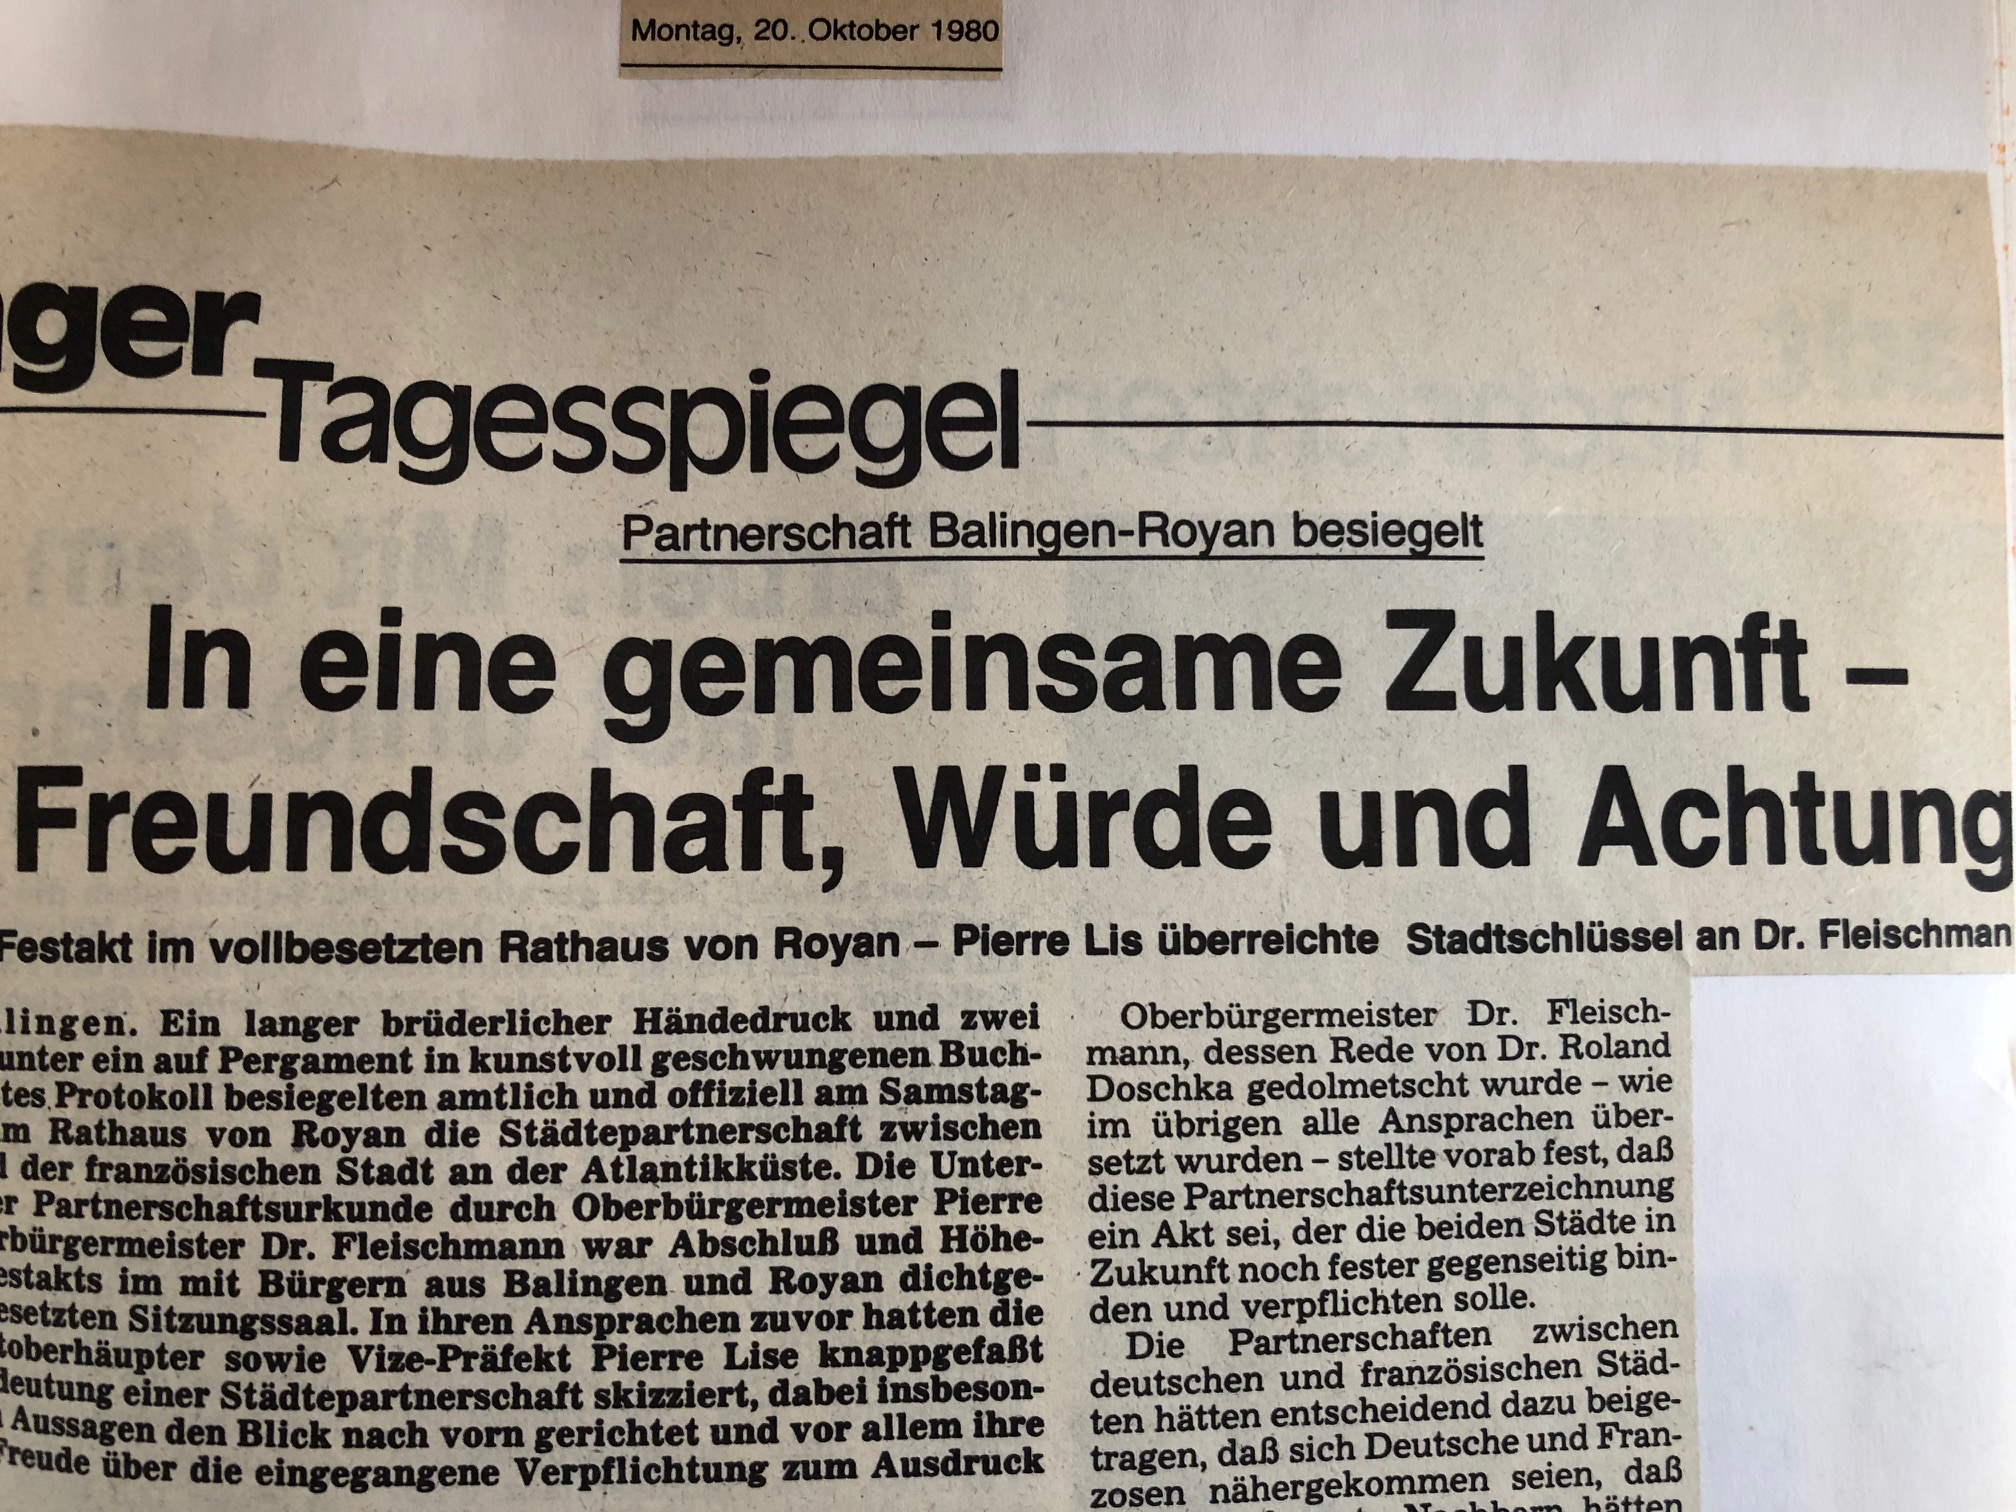 Montag, 20. Oktober 1980
ger
Tagesspiegel
Partnerschaft Balingen-Royan besiegelt
In eine gemeinsame Zukunft –
Freundschaft, Würde und Achtung
Festakt im vollbesetzten Rathaus von Royan – Pierre Lis überreichte Stadtschlüssel an Dr. Fleischman
lingen. Ein langer brüderlicher Händedruck und zwei
unter ein auf Pergament in kunstvoll geschwungenen Buch-
tes Protokoll besiegelten amtlich und offiziell am Samstag-
m Rathaus von Royan die Städtepartnerschaft zwischen
der französischen Stadt an der Atlantikküste. Die Unter-
r Partnerschaftsurkunde durch Oberbürgermeister Pierre
rbürgermeister Dr. Fleischmann war Abschluß und Höhe-
estakts im mit Bürgern aus Balingen und Royan dichtge-
esetzten Sitzungssaal. In ihren Ansprachen zuvor hatten die
toberhäupter sowie Vize-Präfekt Pierre Lise knappgefaßt
deutung einer Städtepartnerschaft skizziert, dabei insbeson-
Aussagen den Blick nach vorn gerichtet und vor allem ihre
Freude über die eingegangene Verpflichtung zum Ausdruck
Oberbürgermeister Dr. Fleisch-
mann, dessen Rede von Dr. Roland
Doschka gedolmetscht wurde – wie
im übrigen alle Ansprachen über-
setzt wurden – stellte vorab fest, daß
diese Partnerschaftsunterzeichnung
ein Akt sei, der die beiden Städte in
Zukunft noch fester gegenseitig bin-
den und verpflichten solle.
Die Partnerschaften zwischen
deutschen und französischen Städ-
ten hätten entscheidend dazu beige-
tragen, daß sich Deutsche und Fran-
zosen nähergekommen seien, daß
hätten